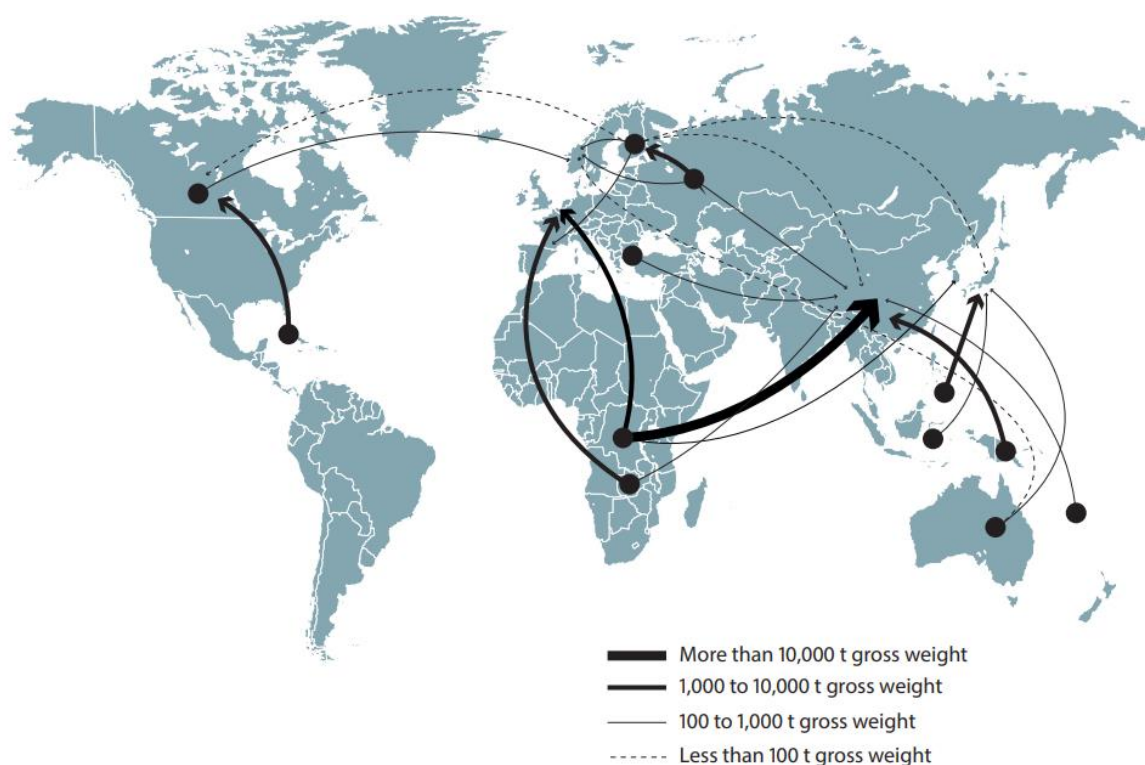 More than 10,000 t gross weight
1,000 to 10,000 t gross weight
100 to 1,000 t gross weight
Less than 100 t gross weight